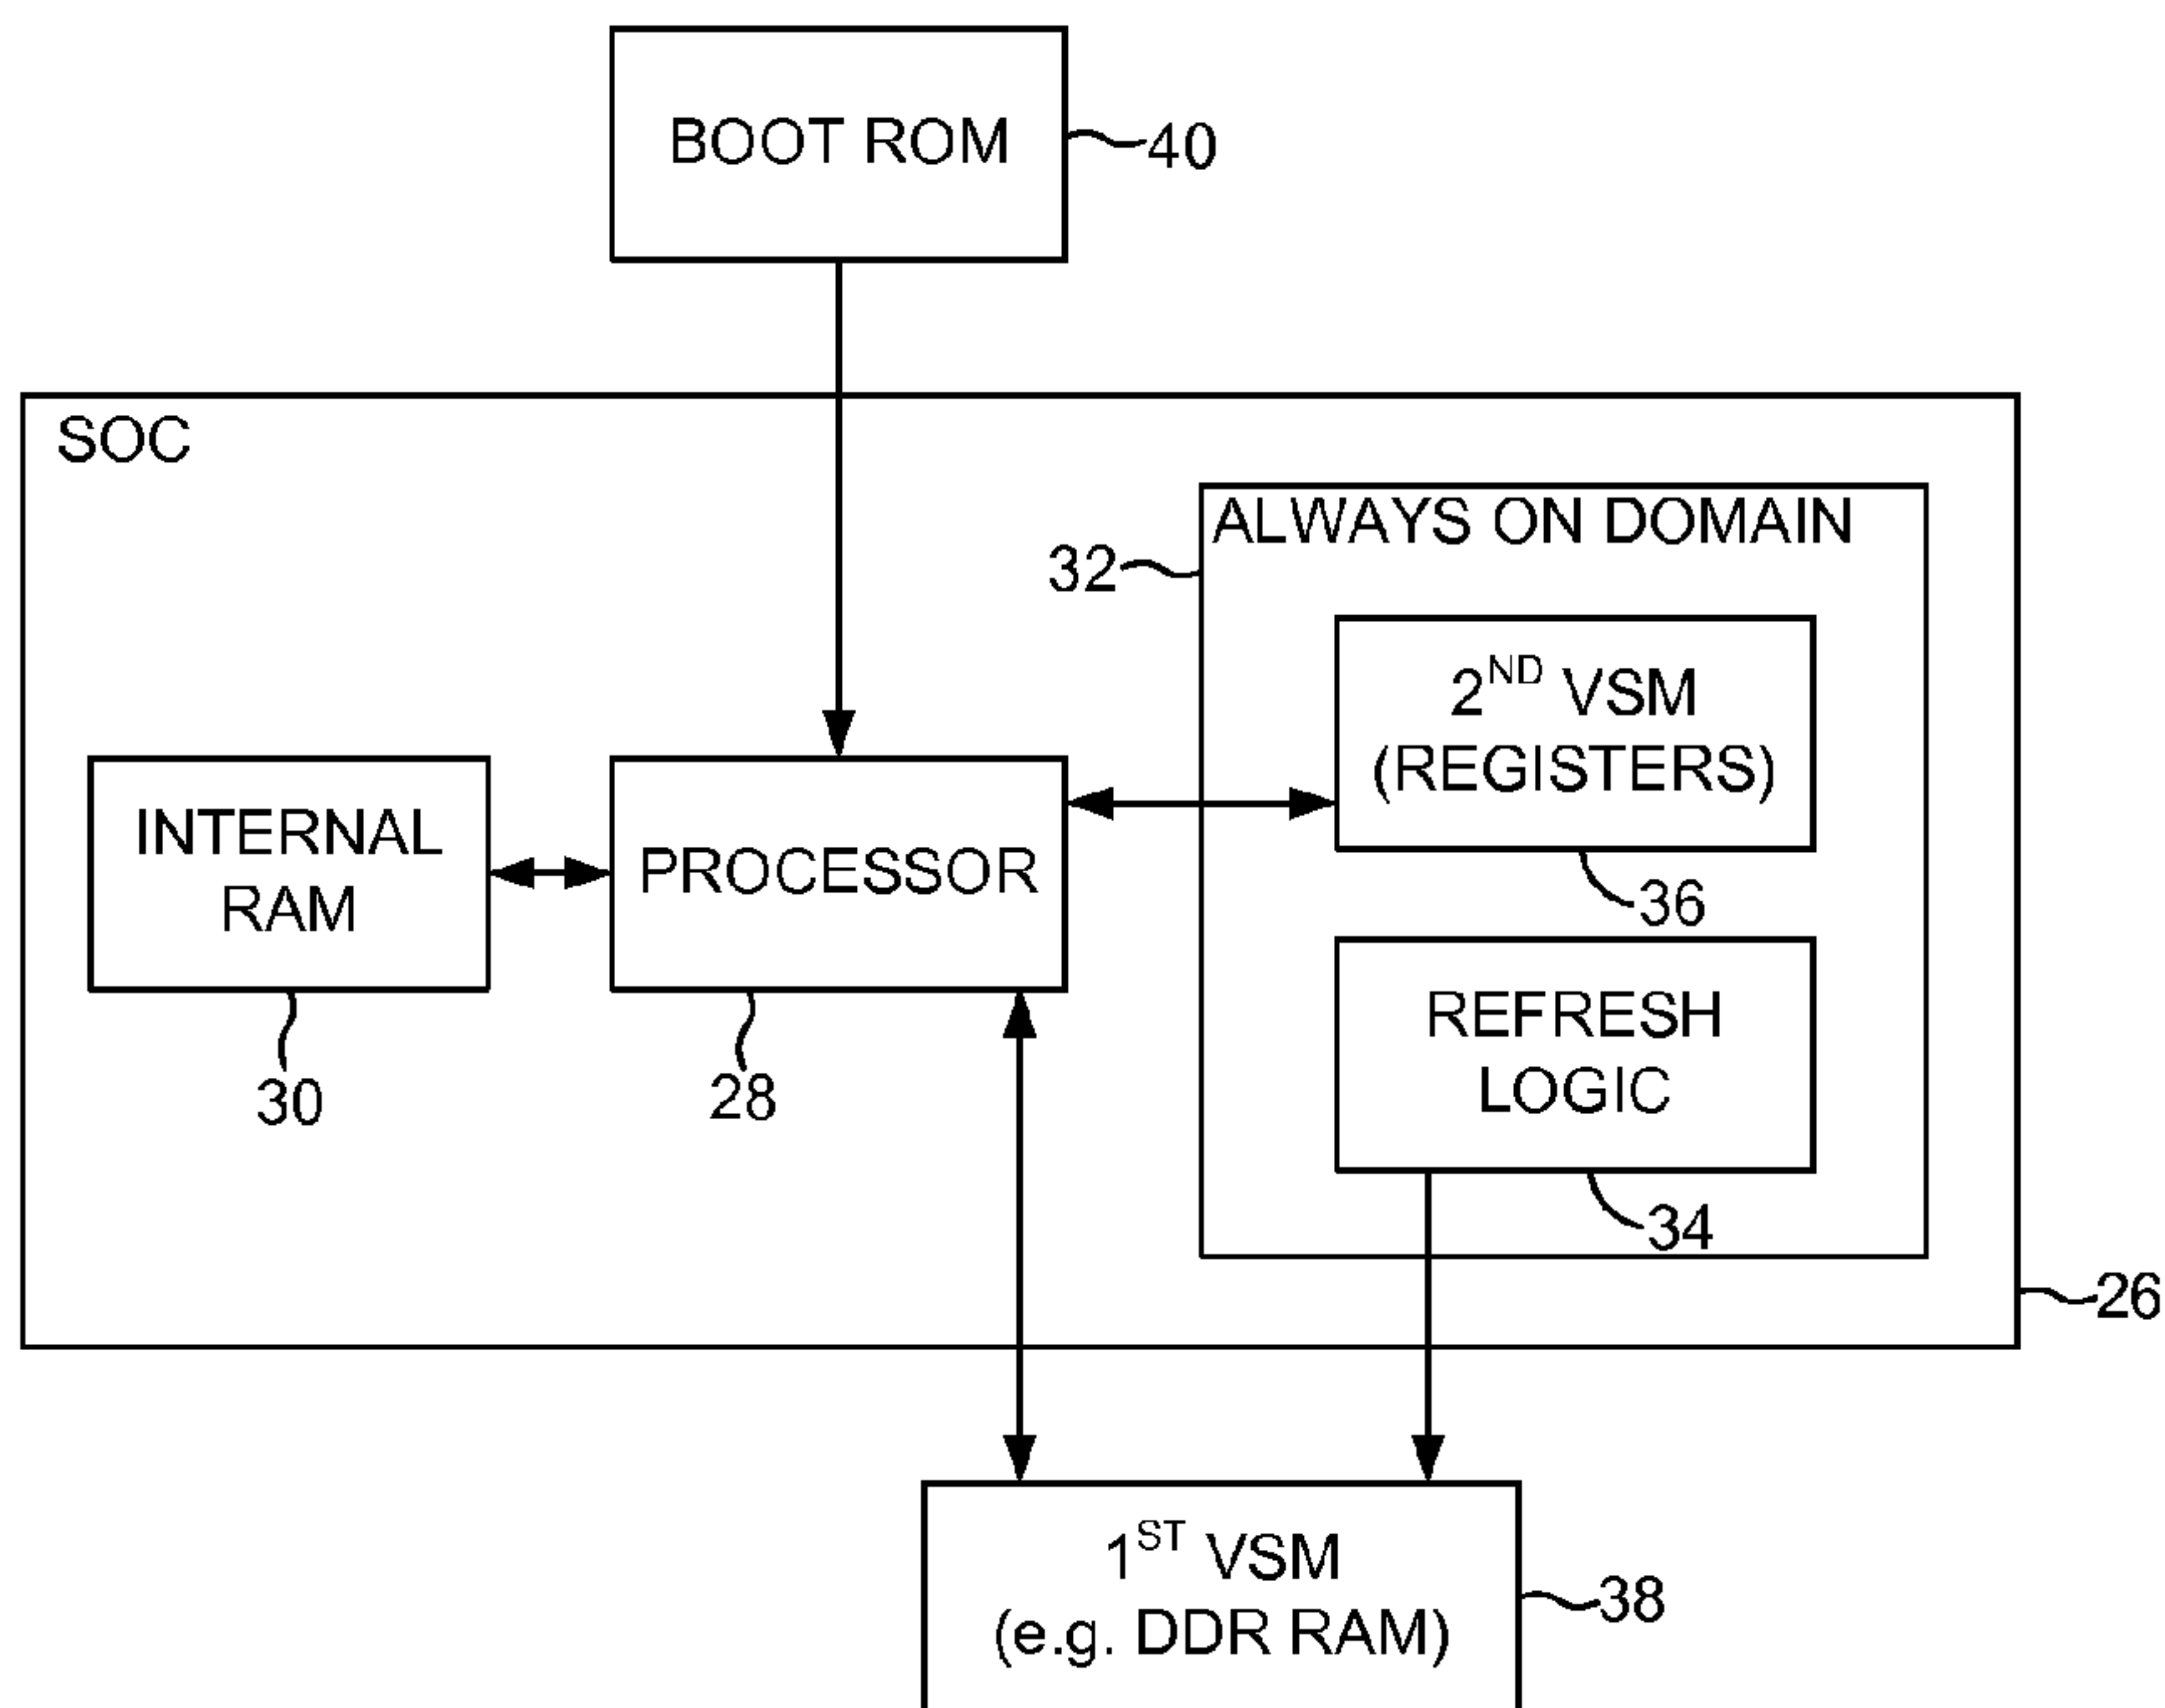 BOOT ROM
40
SOC
ALWAYS ON DOMAIN
32
2ND VSM
(REGISTERS)
36
INTERNAL
RAM
30
PROCESSOR
28
REFRESH
LOGIC
34
26
1ST VSM
(e.g. DDR RAM)
38